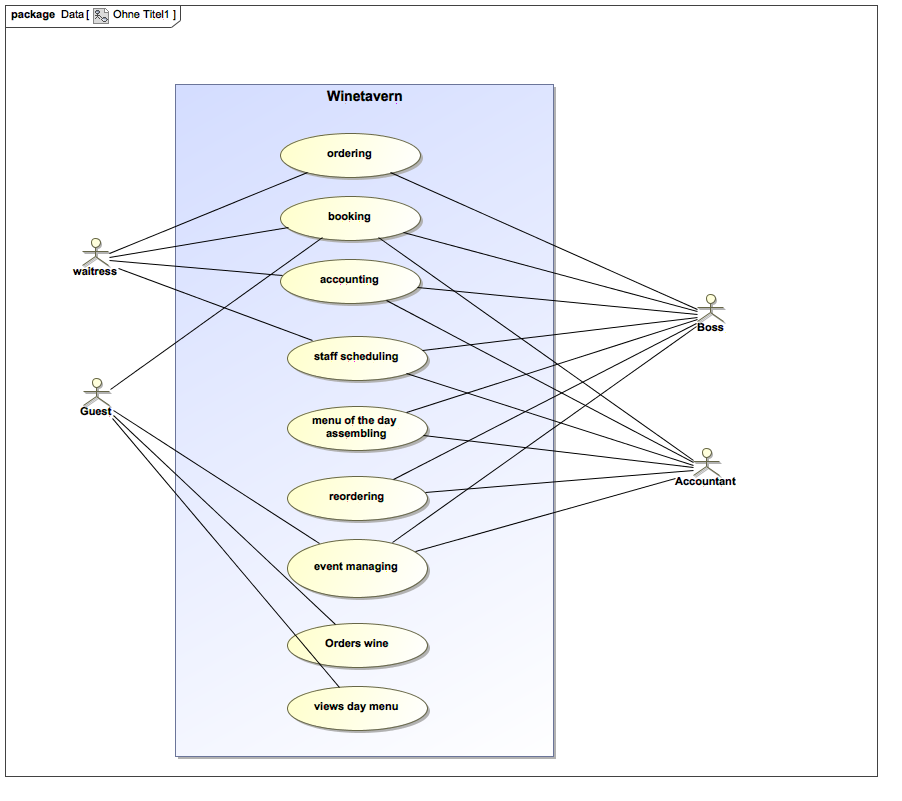 package Data [ Ohne Titel1 ]
Winetavern
ordering
booking
waitress
accounting
Boss
staff scheduling
Guest
menu of the day
assembling
Accountant
reordering
event managing
Orders wine
views day menu